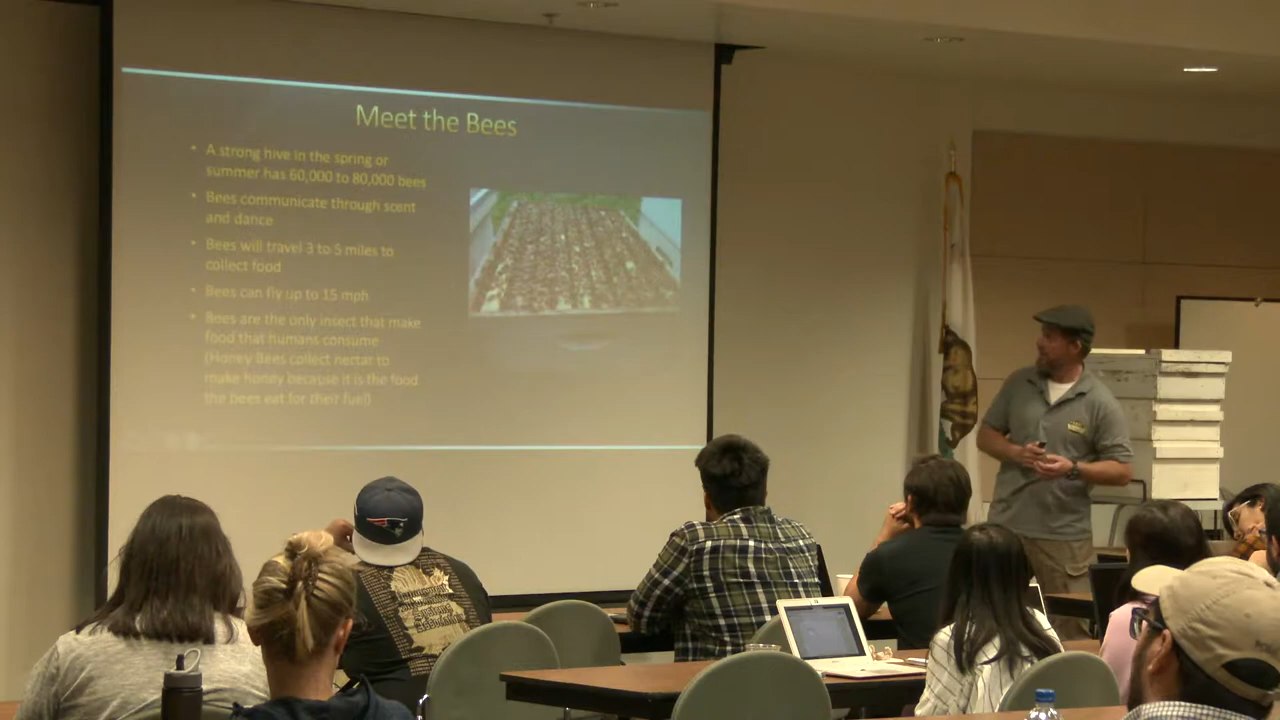 Meet the Bees
• A strong hive in the spring or
summer has 60,000 to 80,000 bees
• Bees communicate through scent
and dance
• Bees will travel 3 to 5 miles to
collect food
• Bees can fly up to 15 mph
• Bees are the only insect that make
food that humans consume
(Honey Bees collect nectar to
make honey because it is the food
the bees eat for their fuel)